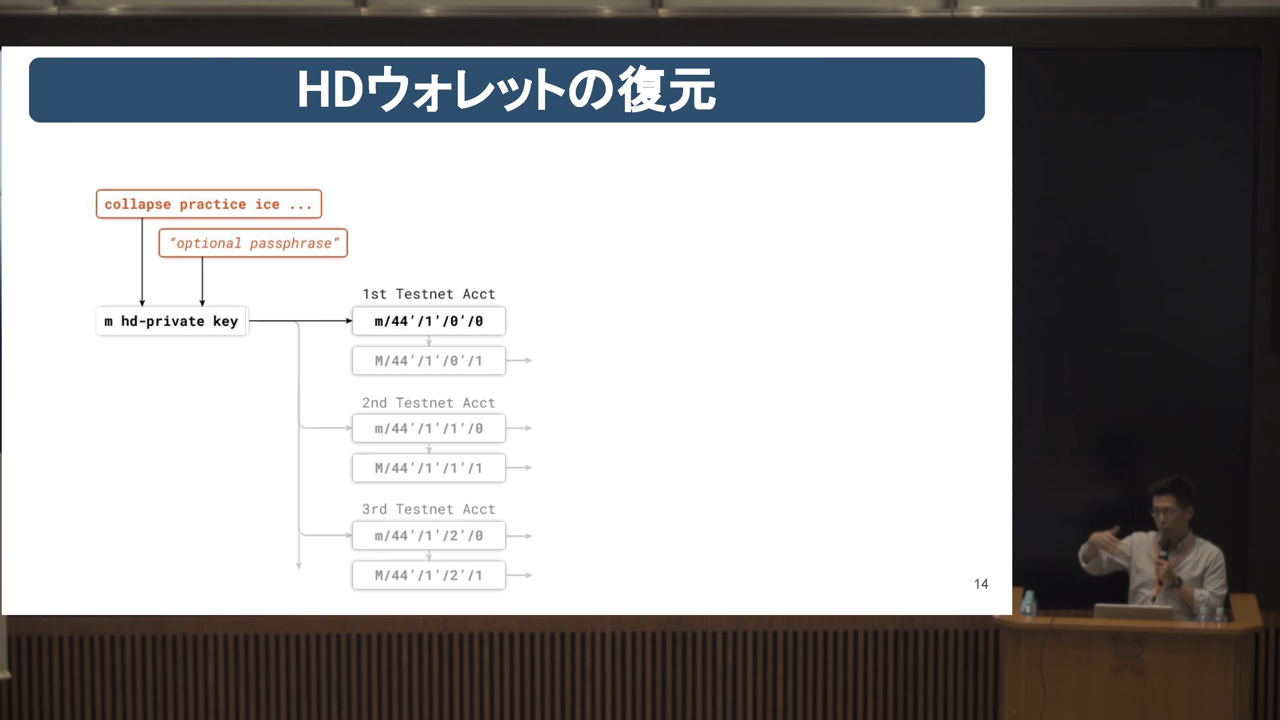 HDウォレットの復元
collapse practice ice ...
“optional passphrase”
m hd-private key
1st Testnet Acct
m/44’/1’/0’/0
M/44’/1’/0’/1
2nd Testnet Acct
m/44’/1’/1’/0
M/44’/1’/1’/1
3rd Testnet Acct
m/44’/1’/2’/0
M/44’/1’/2’/1
14